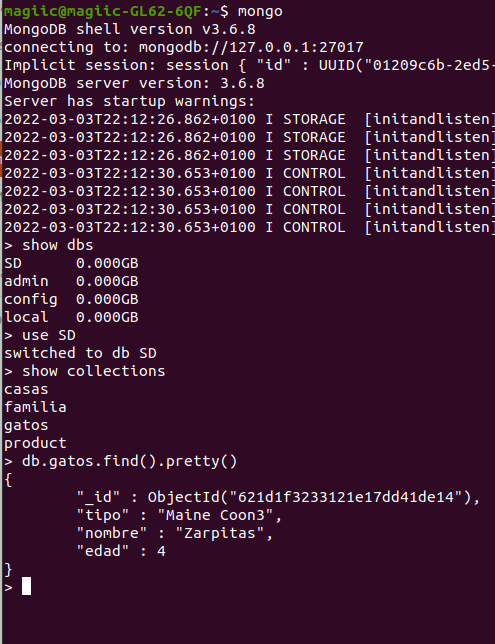 magiic@magiic-GL62-6QF:~$ mongo
MongoDB shell version v3.6.8
connecting to: mongodb://127.0.0.1:27017
Implicit session: session { "id" : UUID("01209c6b-2ed5-
MongoDB server version: 3.6.8
Server has startup warnings:
2022-03-03T22:12:26.862+0100 I STORAGE  [initandlisten]
2022-03-03T22:12:26.862+0100 I STORAGE  [initandlisten]
2022-03-03T22:12:26.862+0100 I STORAGE  [initandlisten]
2022-03-03T22:12:30.653+0100 I CONTROL  [initandlisten]
2022-03-03T22:12:30.653+0100 I CONTROL  [initandlisten]
2022-03-03T22:12:30.653+0100 I CONTROL  [initandlisten]
2022-03-03T22:12:30.653+0100 I CONTROL  [initandlisten]
> show dbs
SD      0.000GB
admin   0.000GB
config  0.000GB
local   0.000GB
> use SD
switched to db SD
> show collections
casas
familia
gatos
product
> db.gatos.find().pretty()
{
        "_id" : ObjectId("621d1f3233121e17dd41de14"),
        "tipo" : "Maine Coon3",
        "nombre" : "Zarpitas",
        "edad" : 4
}
>